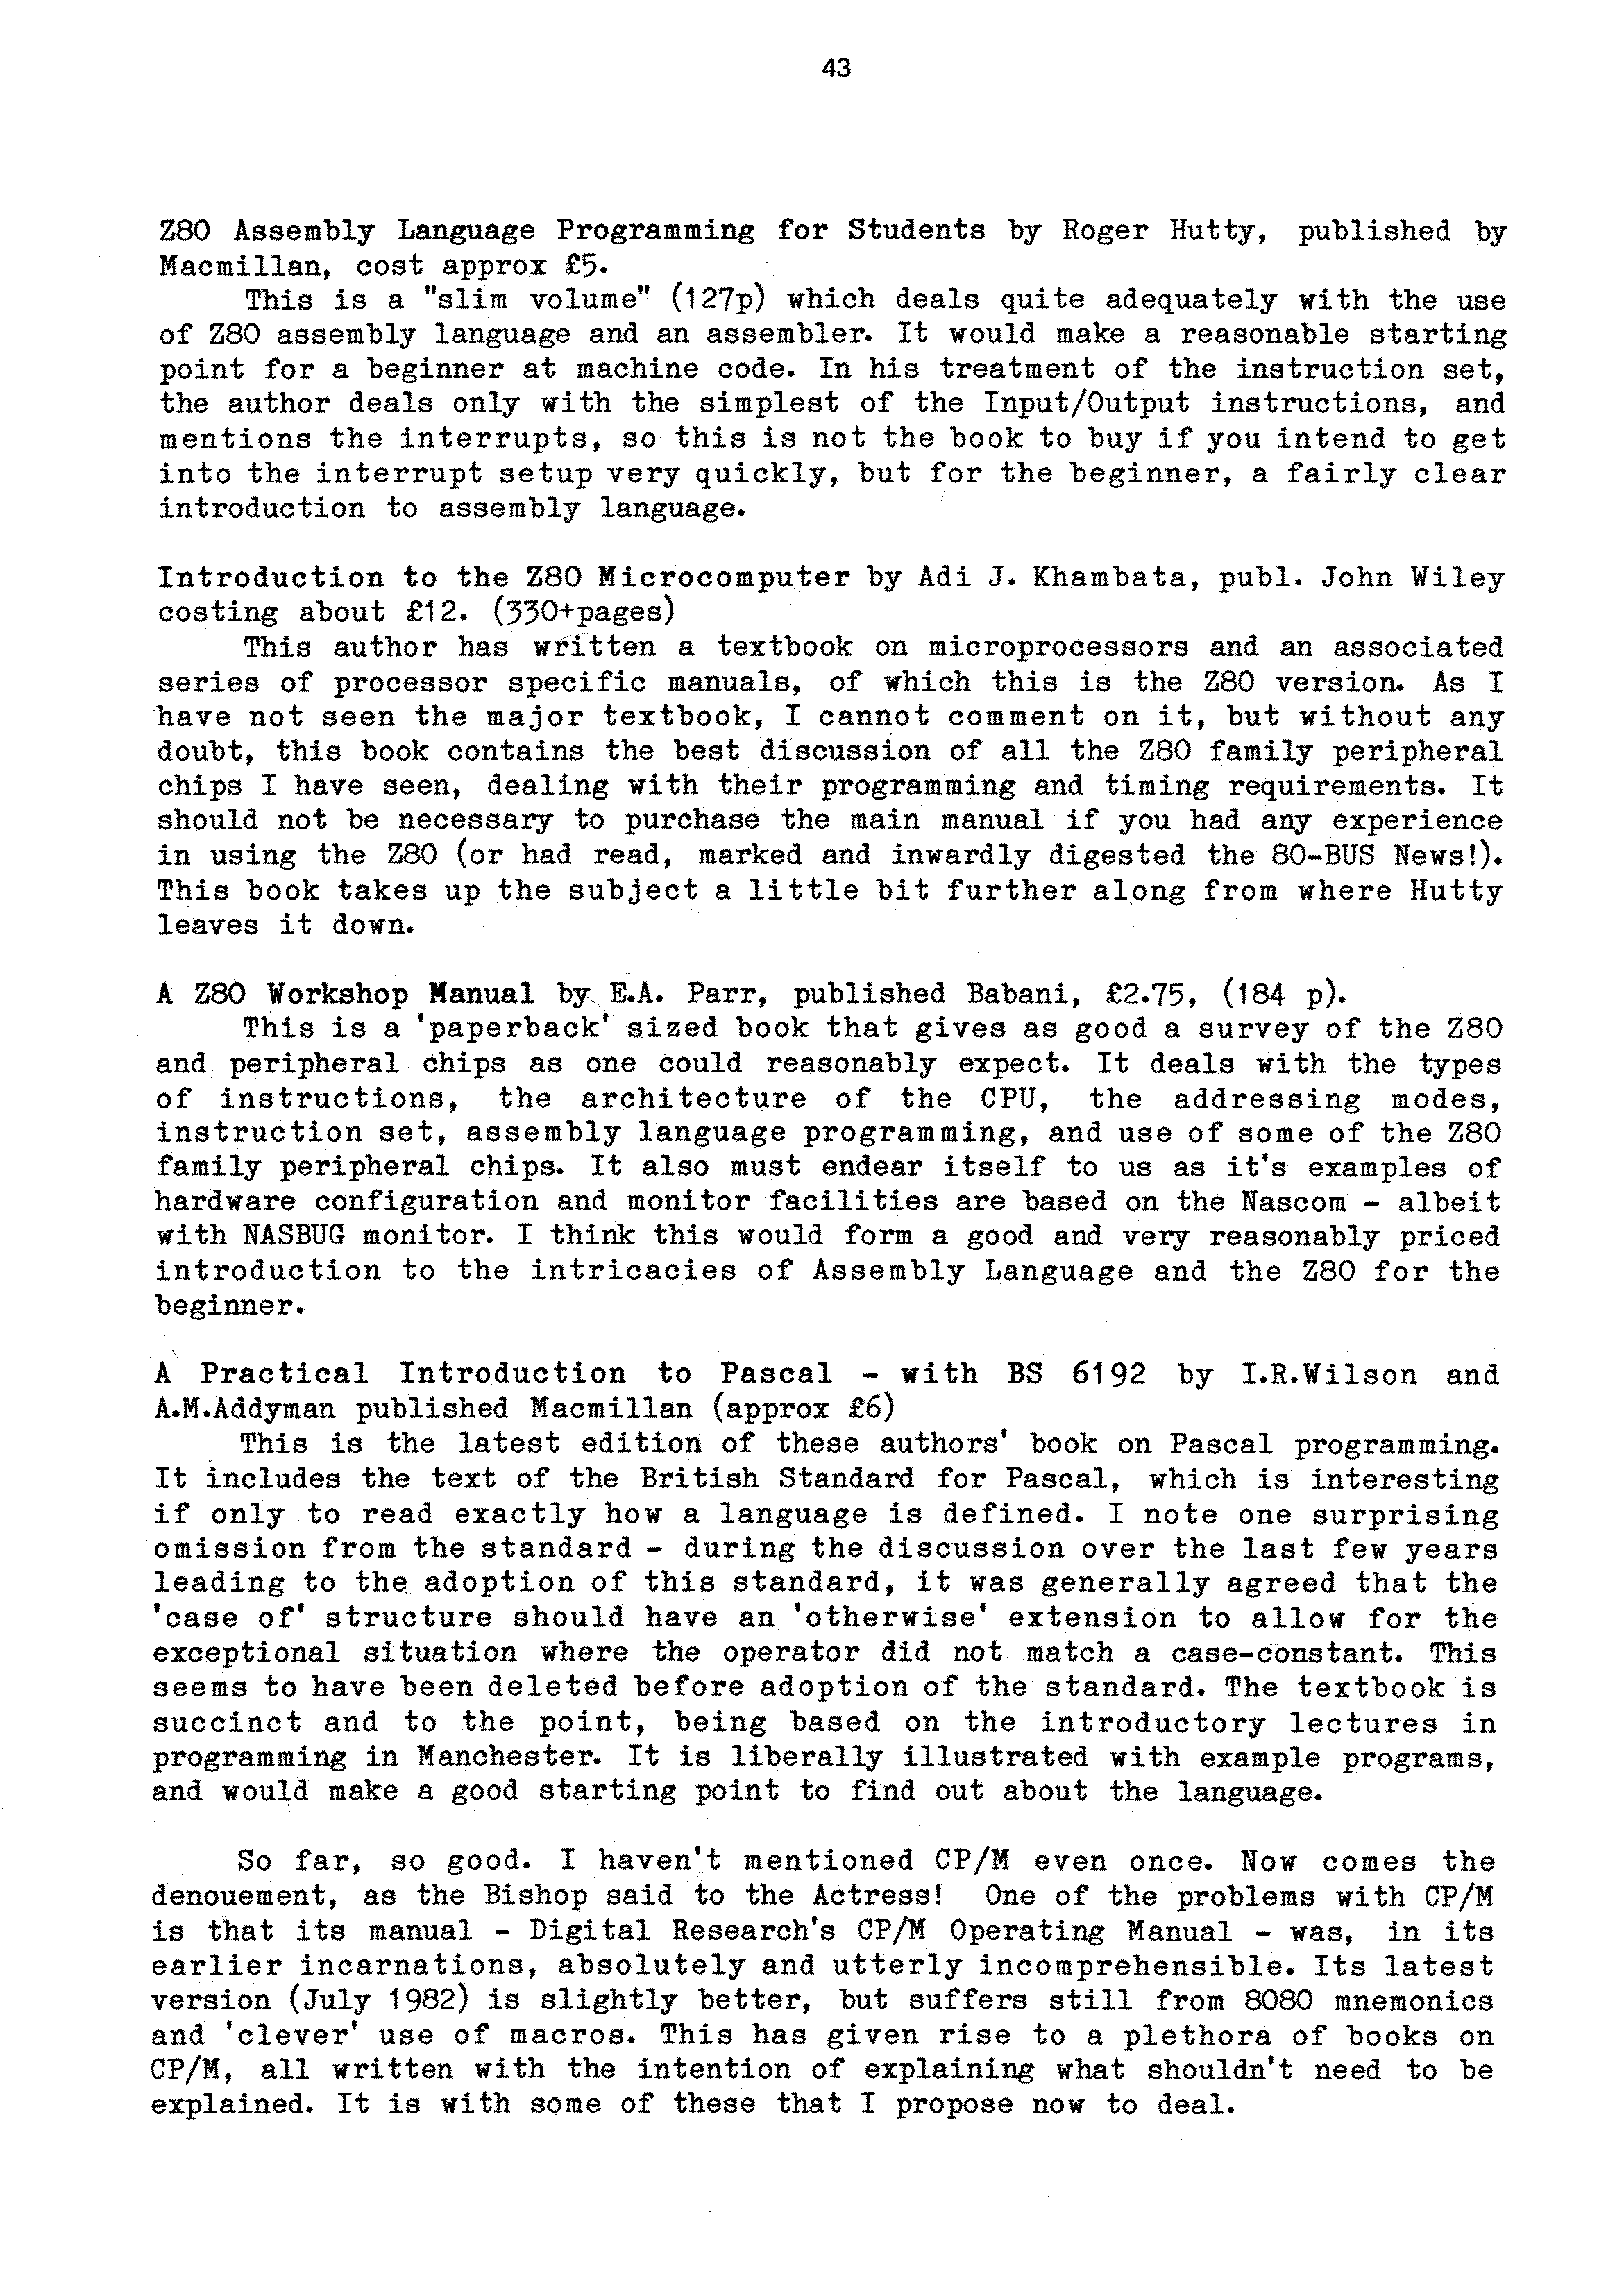 43
Z80 Assembly Language Programming for Students by Roger Hutty, published by
Macmillan, cost approx £5.
This is a "slim volume" (127p) which deals quite adequately with the use
of Z80 assembly language and an assembler. It would make a reasonable starting
point for a beginner at machine code. In his treatment of the instruction set,
the author deals only with the simplest of the Input/Output instructions, and
mentions the interrupts, so this is not the book to buy if you intend to get
into the interrupt setup very quickly, but for the beginner, a fairly clear
introduction to assembly language.
Introduction to the Z80 Microcomputer by Adi J. Khambata, publ. John Wiley
costing about £12. (330+pages)
This author has written a textbook on microprocessors and an associated
series of processor specific manuals, of which this is the Z80 version. As I
have not seen the major textbook, I cannot comment on it, but without any
doubt, this book contains the best discussion of all the Z80 family peripheral
chips I have seen, dealing with their programming and timing requirements. It
should not be necessary to purchase the main manual if you had any experience
in using the Z80 (or had read, marked and inwardly digested the 80-BUS News!).
This book takes up the subject a little bit further along from where Hutty
leaves it down.
A Z80 Workshop Manual by E.A. Parr, published Babani, £2.75, (184 p).
This is a 'paperback' sized book that gives as good a survey of the Z80
and peripheral chips as one could reasonably expect. It deals with the types
of instructions, the architecture of the CPU, the addressing modes,
instruction set, assembly language programming, and use of some of the Z80
family peripheral chips. It also must endear itself to us as it's examples of
hardware configuration and monitor facilities are based on the Nascom - albeit
with NASBUG monitor. I think this would form a good and very reasonably priced
introduction to the intricacies of Assembly Language and the Z80 for the
beginner.
A Practical Introduction to Pascal - with BS 6192 by I.R.Wilson and
A.M.Addyman published Macmillan (approx £6)
This is the latest edition of these authors' book on Pascal programming.
It includes the text of the British Standard for Pascal, which is interesting
if only to read exactly how a language is defined. I note one surprising
omission from the standard - during the discussion over the last few years
leading to the adoption of this standard, it was generally agreed that the
'case of' structure should have an 'otherwise' extension to allow for the
exceptional situation where the operator did not match a case-constant. This
seems to have been deleted before adoption of the standard. The textbook is
succinct and to the point, being based on the introductory lectures in
programming in Manchester. It is liberally illustrated with example programs,
and would make a good starting point to find out about the language.
So far, so good. I haven't mentioned CP/M even once. Now comes the
denouement, as the Bishop said to the Actress! One of the problems with CP/M
is that its manual - Digital Research's CP/M Operating Manual - was, in its
earlier incarnations, absolutely and utterly incomprehensible. Its latest
version (July 1982) is slightly better, but suffers still from 8080 mnemonics
and 'clever' use of macros. This has given rise to a plethora of books on
CP/M, all written with the intention of explaining what shouldn't need to be
explained. It is with some of these that I propose now to deal.